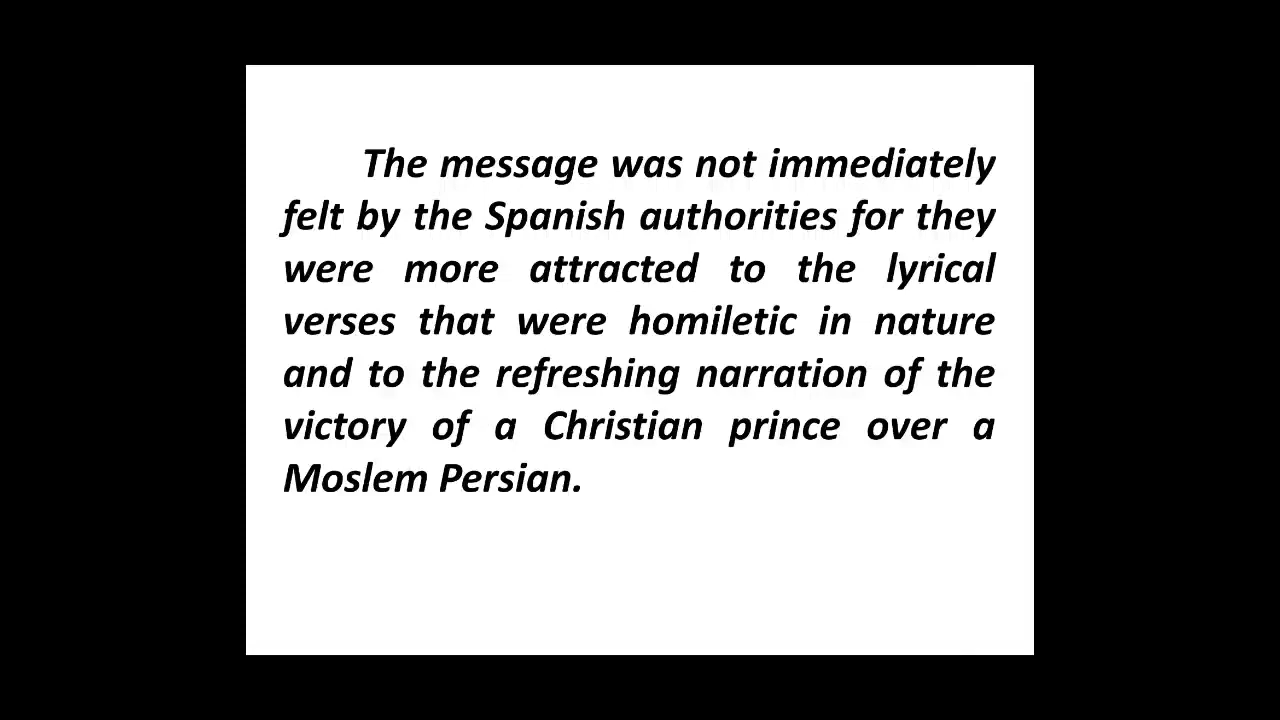 The message was not immediately
felt by the Spanish authorities for they
were more attracted to the lyrical
verses that were homiletic in nature
and to the refreshing narration of the
victory of a Christian prince over a
Moslem Persian.